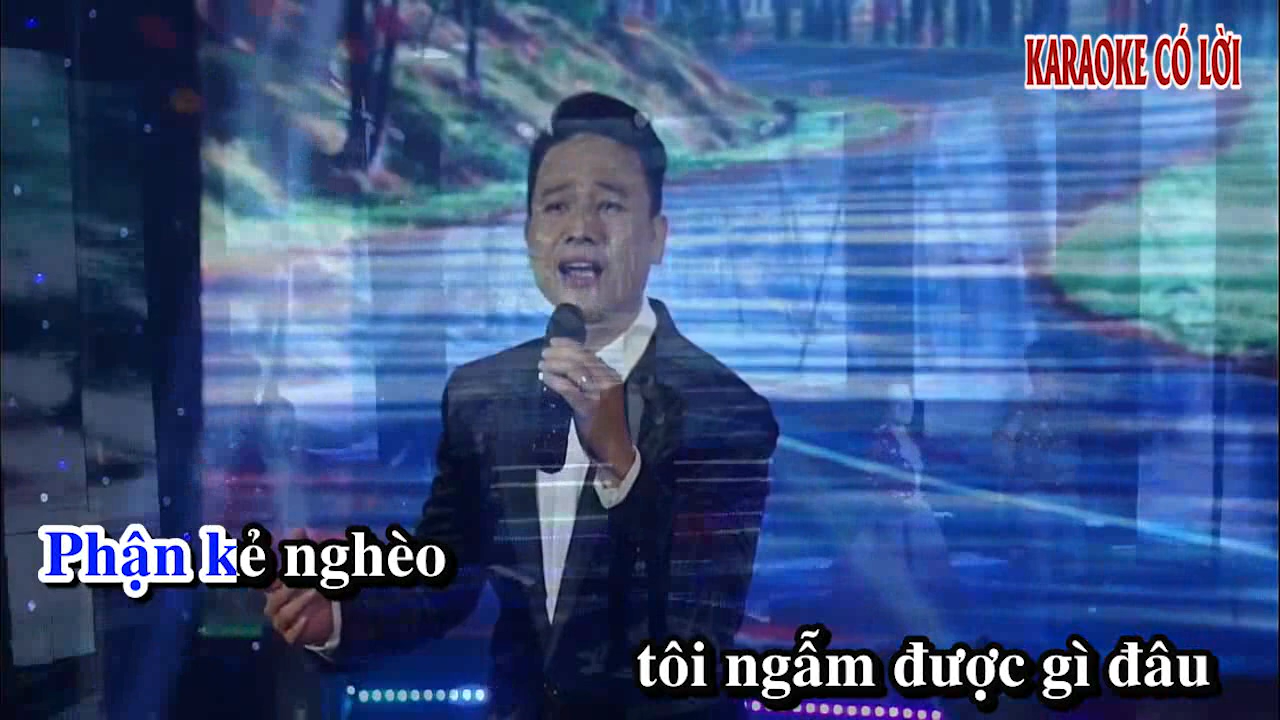 KARAOKE CÓ LỜI
Phận kẻ nghèo
tôi ngẫm được gì đâu